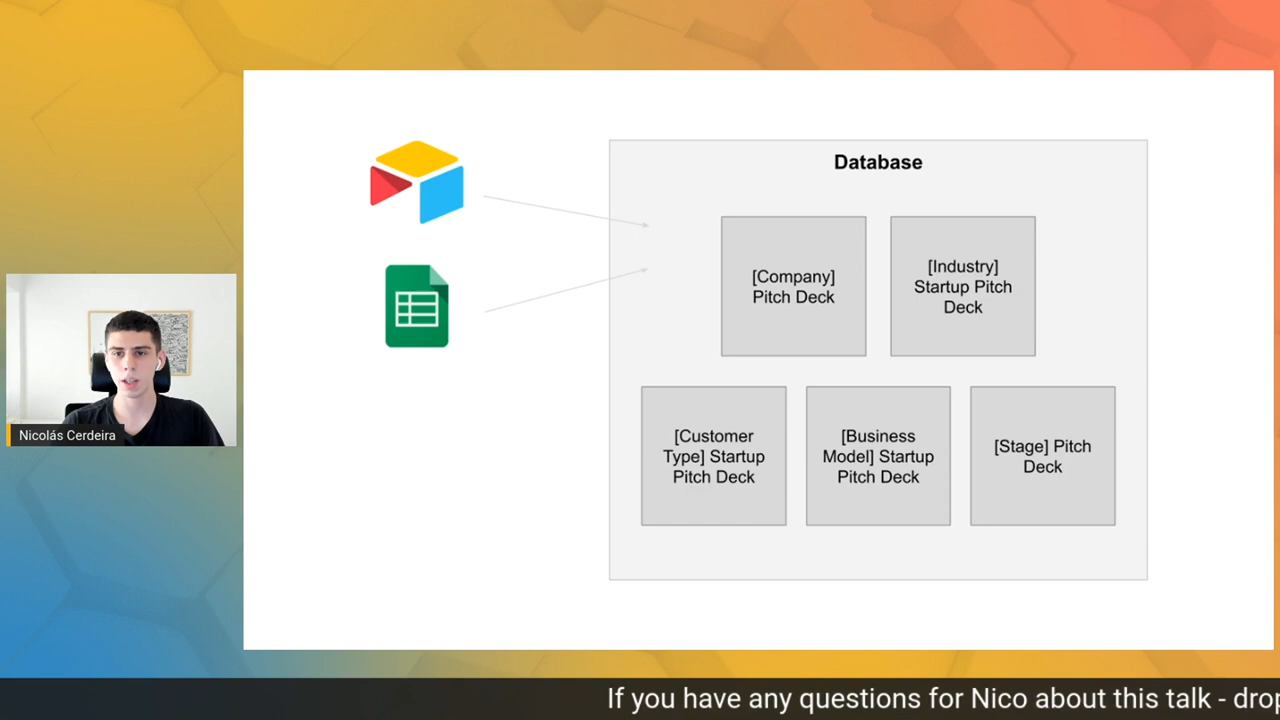 Database
[Company]
Pitch Deck
[Industry]
Startup Pitch
Deck
[Customer
Type] Startup
Pitch Deck
[Business
Model] Startup
Pitch Deck
[Stage] Pitch
Deck
Nicolás Cerdeira
If you have any questions for Nico about this talk - drop